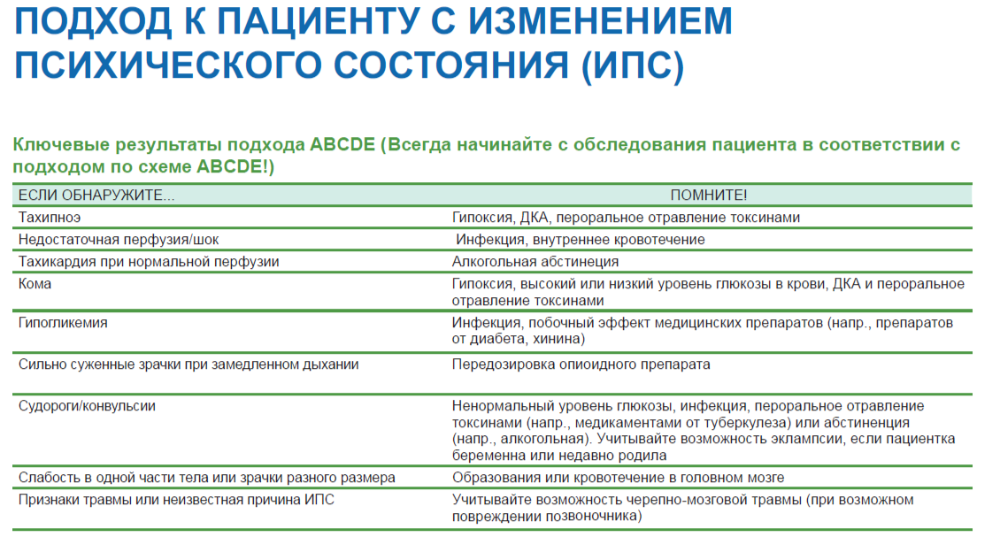 ПОДХОД К ПАЦИЕНТУ С ИЗМЕНЕНИЕМ
ПСИХИЧЕСКОГО СОСТОЯНИЯ (ИПС)
Ключевые результаты подхода ABCDE (Всегда начинайте с обследования пациента в соответствии с
подходом по схеме ABCDE!)
ЕСЛИ ОБНАРУЖИТЕ... ПОМНИТЕ!
Тахипноэ Гипоксия, ДКА, пероральное отравление токсинами
Недостаточная перфузия/шок Инфекция, внутреннее кровотечение
Тахикардия при нормальной перфузии Алкогольная абстинеция
Кома Гипоксия, высокий или низкий уровень глюкозы в крови, ДКА и пероральное
отравление токсинами
Гипогликемия Инфекция, побочный эффект медицинских препаратов (напр., препаратов
от диабета, хинина)
Сильно суженные зрачки при замедленном дыхании Передозировка опиоидного препарата
Судороги/конвульсии Ненормальный уровень глюкозы, инфекция, пероральное отравление
токсинами (напр., медикаментами от туберкулеза) или абстиненция
(напр., алкогольная). Учитывайте возможность эклампсии, если пациентка
беременна или недавно родила
Слабость в одной части тела или зрачки разного размера Образования или кровотечение в головном мозге
Признаки травмы или неизвестная причина ИПС Учитывайте возможность черепно-мозговой травмы (при возможном
повреждении позвоночника)